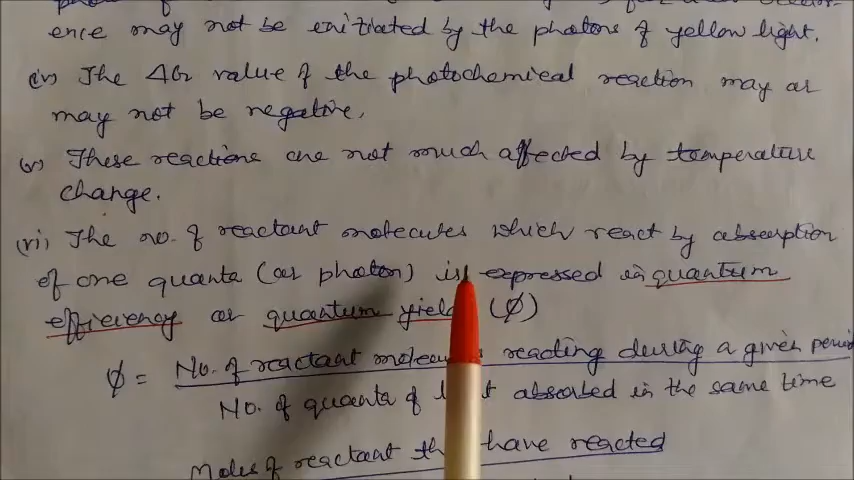 ence may not be initiated by the photons of yellow light.
(iv) The ΔG value of the photochemical reaction may or
may not be negative.
(v) These reactions are not much affected by temperature
change.
(vi) The no. of reactant molecules which react by absorption
of one quanta (or photon) is expressed in quantum
efficiency or quantum yield (ϕ)
ϕ = No. of reactant reacting during a given period
No. of quanta of absorbed in the same time
Moles of reactant have reacted